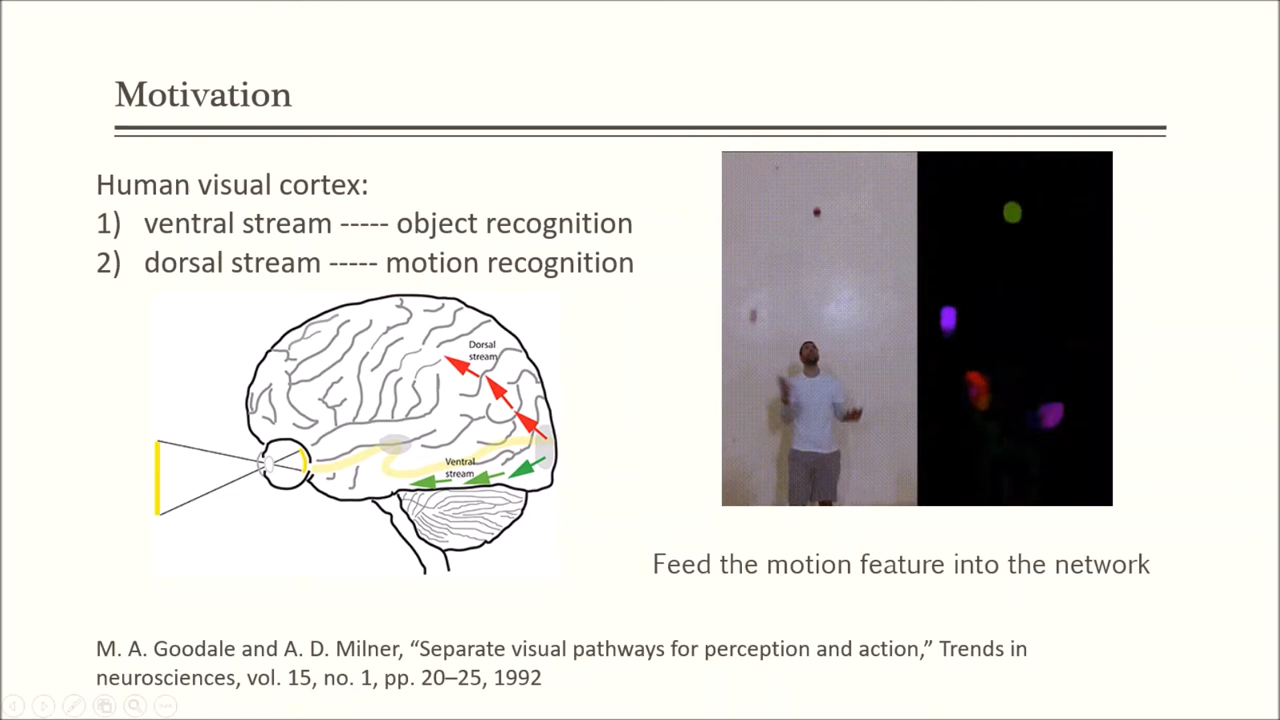 Motivation
Human visual cortex:
1) ventral stream ----- object recognition
2) dorsal stream ----- motion recognition
Dorsal
stream
Ventral
stream
Feed the motion feature into the network
M. A. Goodale and A. D. Milner, “Separate visual pathways for perception and action,” Trends in
neurosciences, vol. 15, no. 1, pp. 20–25, 1992